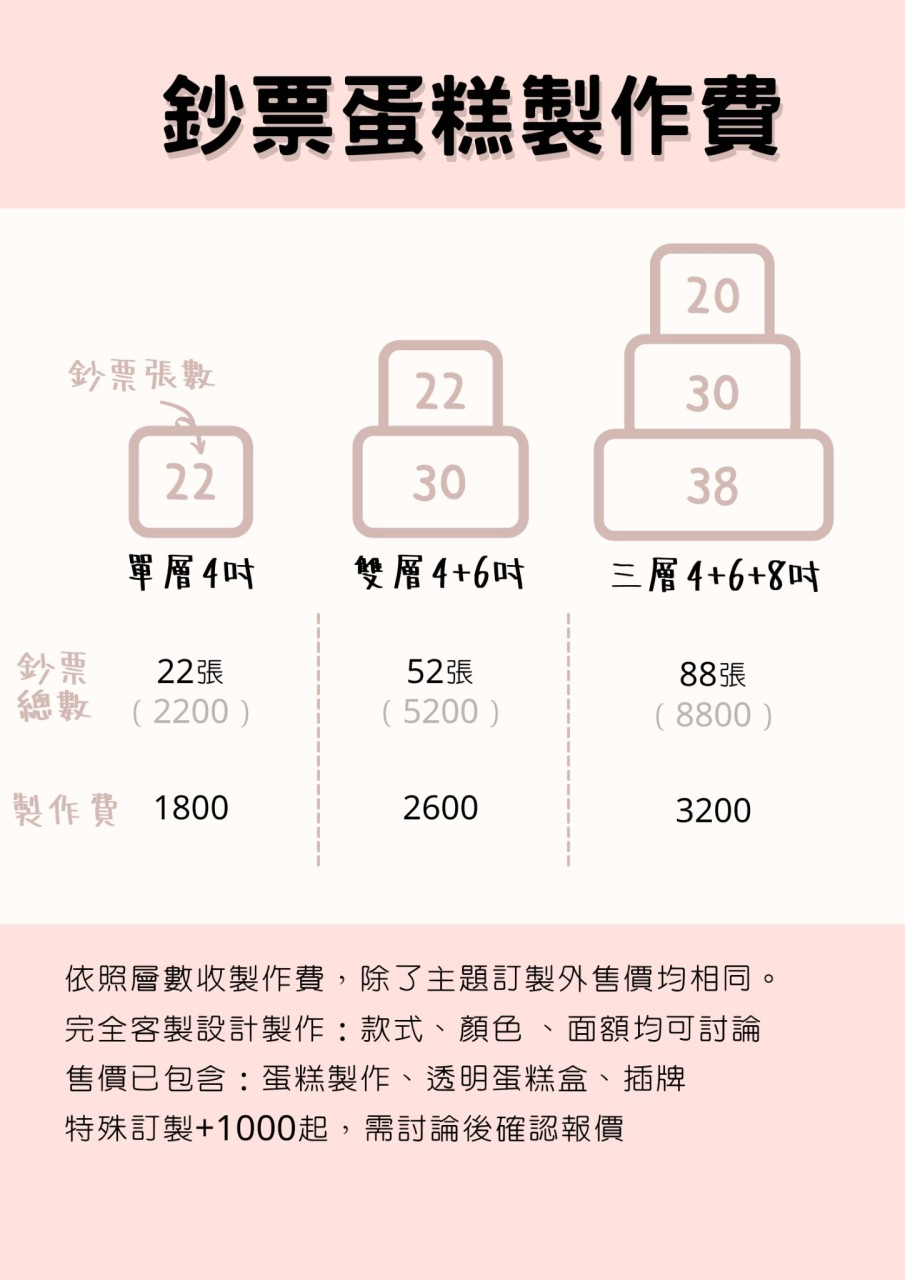 鈔票蛋糕製作費
20
22
30
鈔票張數
22
30
38
單層4吋
雙層4+6吋
三層4+6+8吋
鈔票
總數
22張
52張
88張
( 2200 )
( 5200 )
( 8800 )
製作費
1800
2600
3200
依照層數收製作費，除了主題訂製外售價均相同。
完全客製設計製作：款式、顏色 、面額均可討論
售價已包含：蛋糕製作、透明蛋糕盒、插牌
特殊訂製+1000起，需討論後確認報價